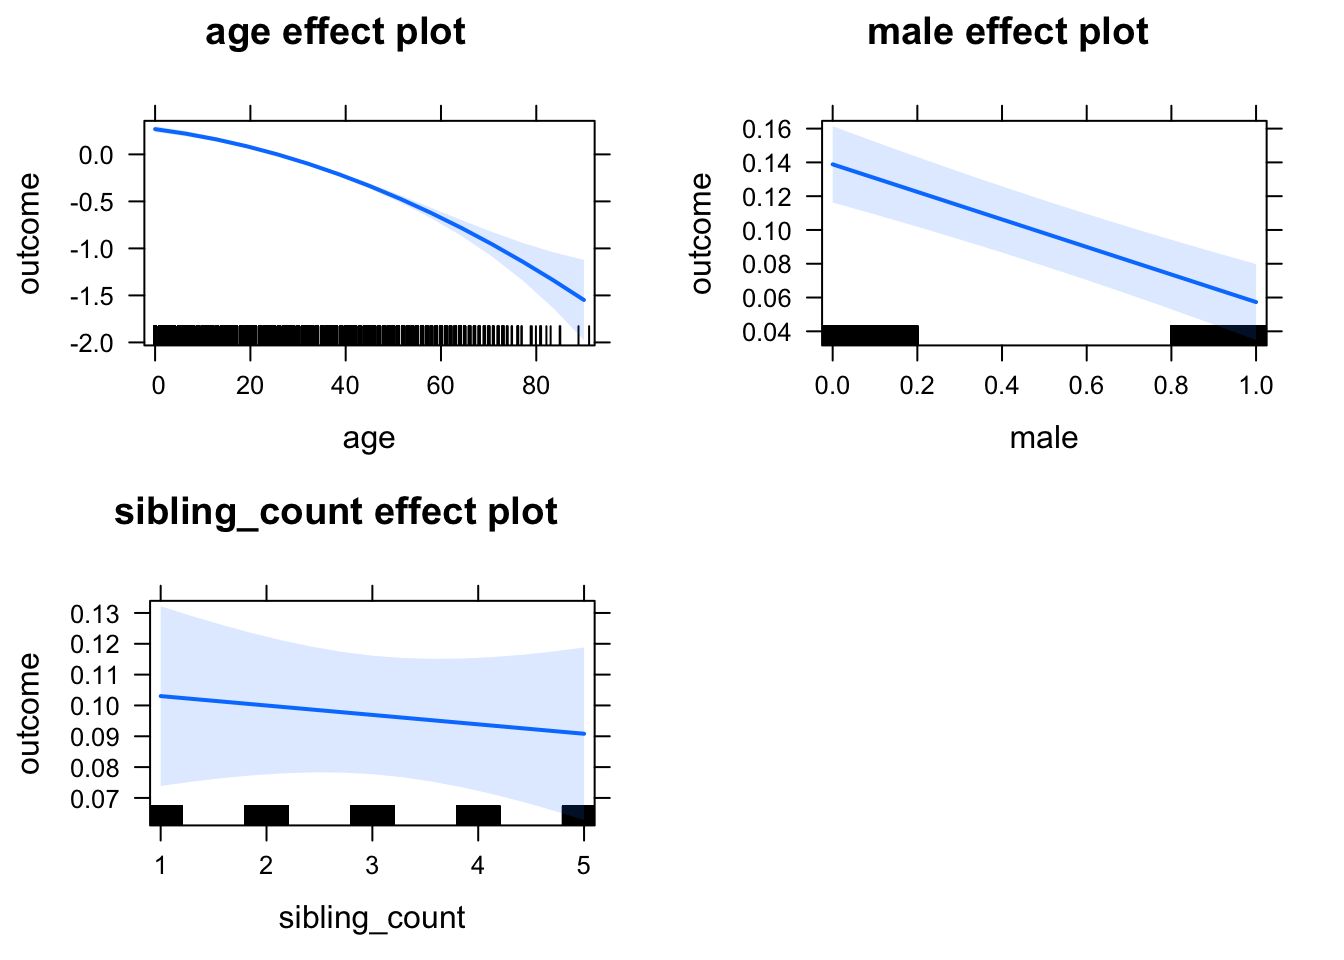 age effect plot
outcome
0.0
-0.5
-1.0
-1.5
-2.0
0 20 40 60 80
age
male effect plot
outcome
0.16
0.14
0.12
0.10
0.08
0.06
0.04
0.0 0.2 0.4 0.6 0.8 1.0
male
sibling_count effect plot
outcome
0.13
0.12
0.11
0.10
0.09
0.08
0.07
1 2 3 4 5
sibling_count